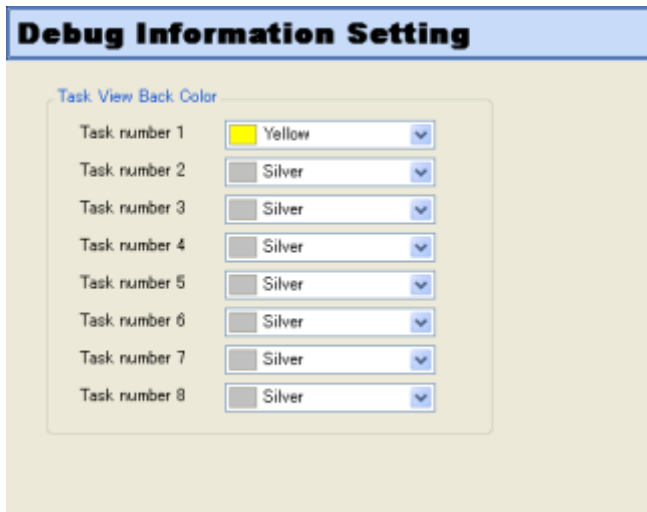 Debug Information Setting
Task View Back Color
Task number 1 Yellow
Task number 2 Silver
Task number 3 Silver
Task number 4 Silver
Task number 5 Silver
Task number 6 Silver
Task number 7 Silver
Task number 8 Silver